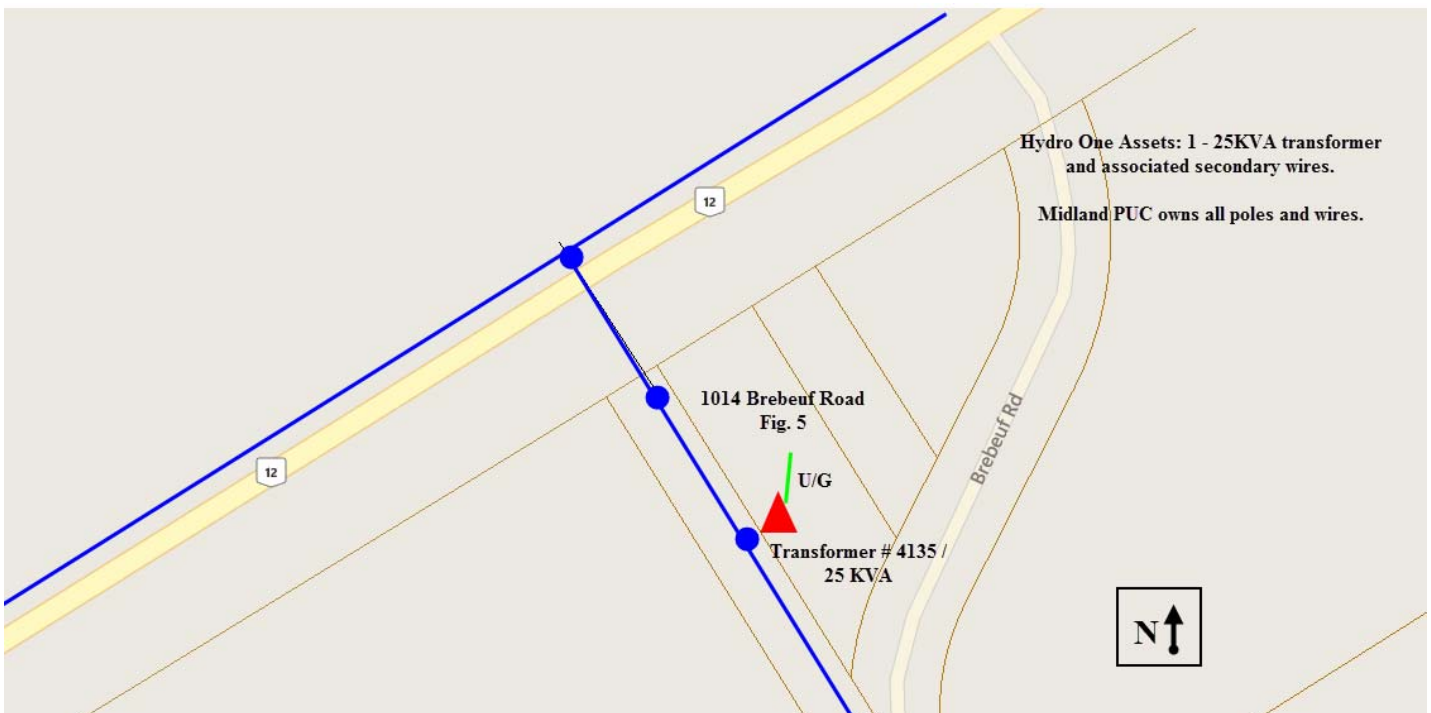 Hydro One Assets: 1 - 25KVA transformer
and associated secondary wires.
Midland PUC owns all poles and wires.
12
1014 Brebeuf Road
Fig. 5
Brebeuf Rd
12
U/G
Transformer # 4135 /
25 KVA
N